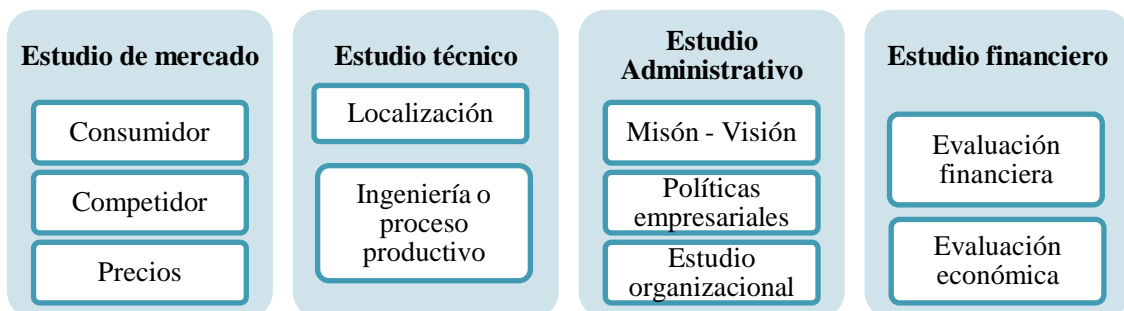 Estudio de mercado
Consumidor
Competidor
Precios
Estudio técnico
Localización
Ingeniería o
proceso
productivo
Estudio
Administrativo
Misón - Visión
Políticas
empresariales
Estudio
organizacional
Estudio financiero
Evaluación
financiera
Evaluación
económica